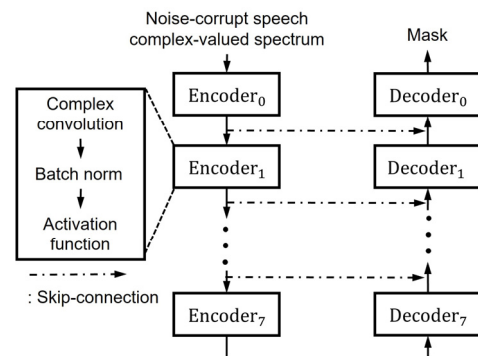 Noise-corrupt speech
complex-valued spectrum
Mask
Encoder₀
Decoder₀
Complex
convolution
Batch norm
Activation
function
Encoder₁
Decoder₁
: Skip-connection
Encoder₇
Decoder₇